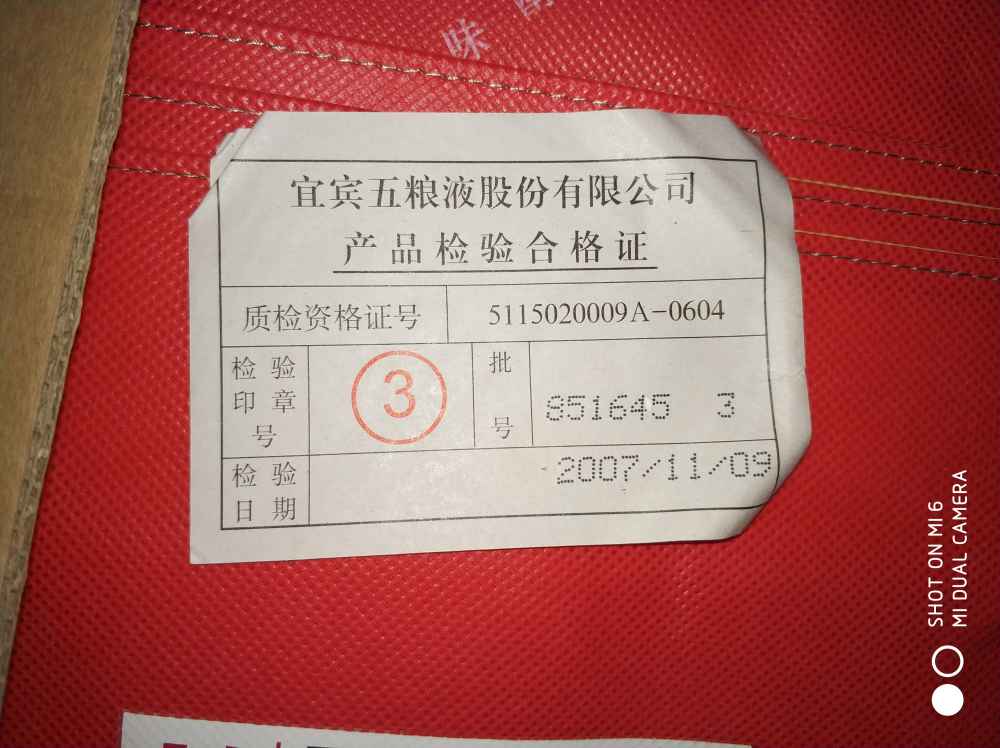 味
宜宾五粮液股份有限公司
产品检验合格证
质检资格证号 5115020009A-0604
检验印章号 3 批号 851645 3
检验日期 2007/11/09
SHOT ON MI 6
MI DUAL CAMERA